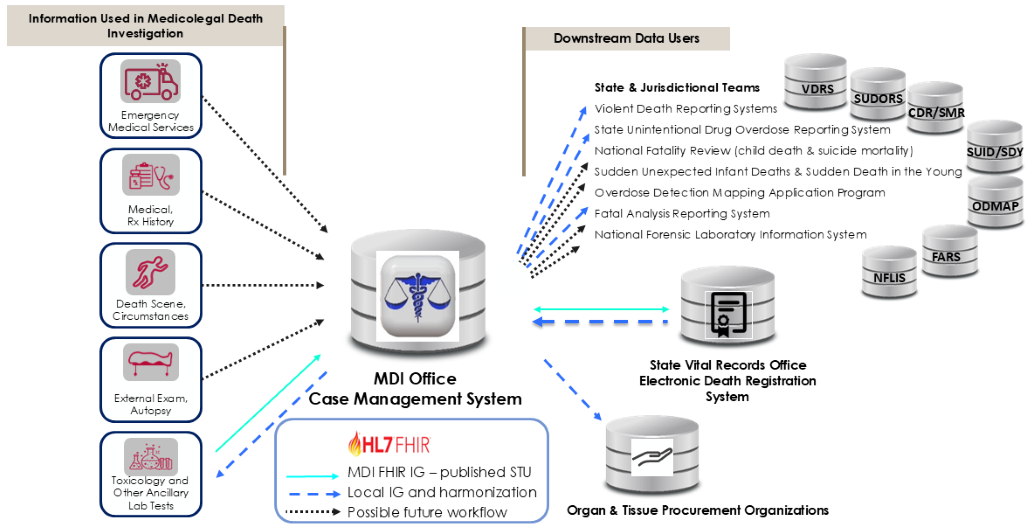 Information Used in Medicolegal Death
Investigation
Emergency
Medical Services
Medical,
Rx History
Death Scene,
Circumstances
External Exam,
Autopsy
Toxicology and
Other Ancillary
Lab Tests
MDI Office
Case Management System
HL7 FHIR
MDI FHIR IG – published STU
Local IG and harmonization
Possible future workflow
Downstream Data Users
State & Jurisdictional Teams
Violent Death Reporting Systems
State Unintentional Drug Overdose Reporting System
National Fatality Review (child death & suicide mortality)
Sudden Unexpected Infant Deaths & Sudden Death in the Young
Overdose Detection Mapping Application Program
Fatal Analysis Reporting System
National Forensic Laboratory Information System
VDRS
SUDORS
CDR/SMR
SUID/SDY
ODMAP
FARS
NFLIS
State Vital Records Office
Electronic Death Registration
System
Organ & Tissue Procurement Organizations